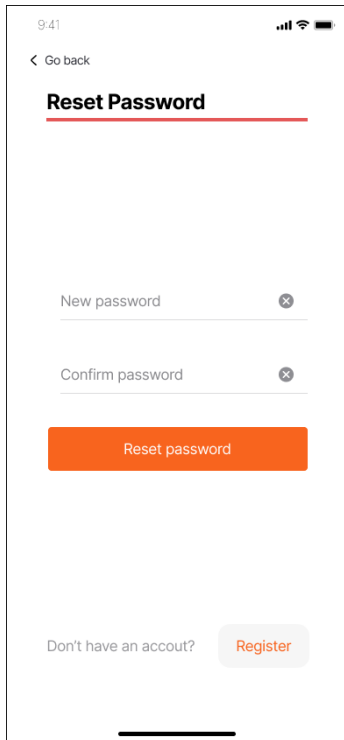 9:41
Go back
Reset Password
New password
Confirm password
Reset password
Don't have an accout?
Register